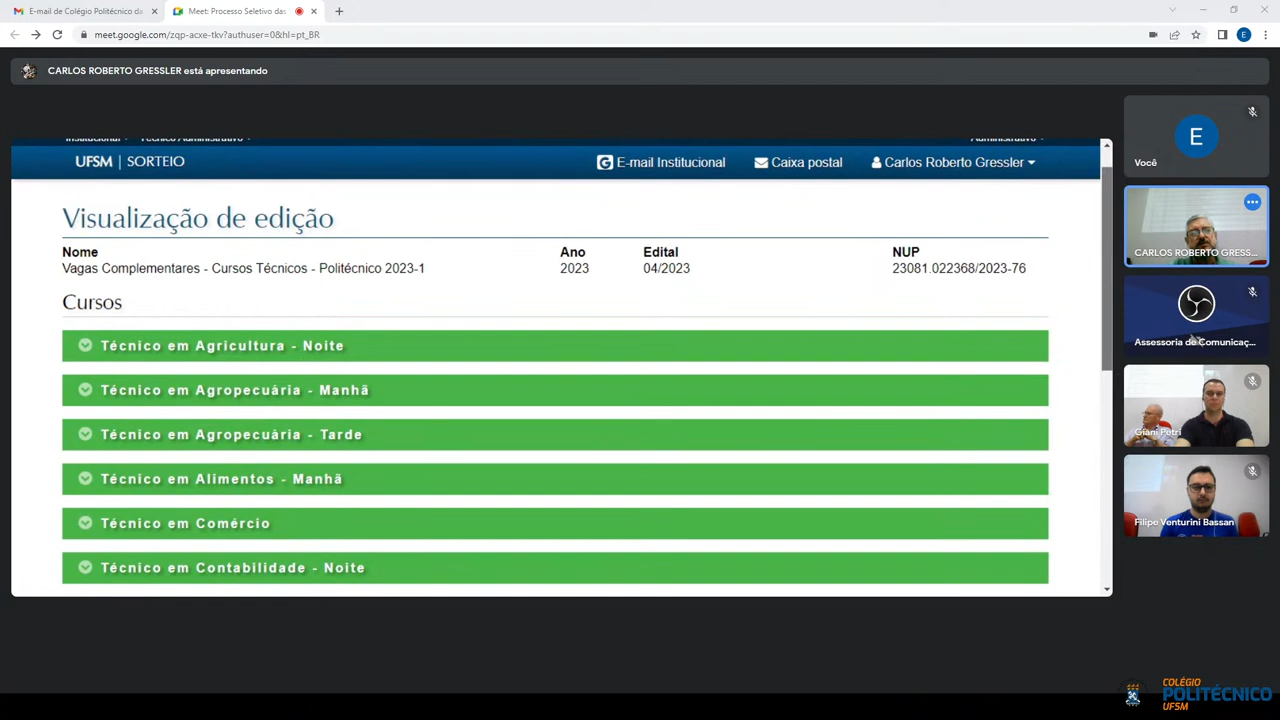 E-mail de Colégio Politécnico da
Meet: Processo Seletivo das
meet.google.com/zqp-acxe-tkv?authuser=0&hl=pt_BR
E
CARLOS ROBERTO GRESSLER está apresentando
Institucional
Técnico Administrativo
Administrativo
UFSM | SORTEIO
E-mail Institucional
Caixa postal
Carlos Roberto Gressler
Visualização de edição
Nome
Ano
Edital
NUP
Vagas Complementares - Cursos Técnicos - Politécnico 2023-1
2023
04/2023
23081.022368/2023-76
Cursos
Técnico em Agricultura - Noite
Técnico em Agropecuária - Manhã
Técnico em Agropecuária - Tarde
Técnico em Alimentos - Manhã
Técnico em Comércio
Técnico em Contabilidade - Noite
E
Você
CARLOS ROBERTO GRESS...
Assessoria de Comunicaç...
Giani Petri
Filipe Venturini Bassan
COLÉGIO
POLITÉCNICO
UFSM